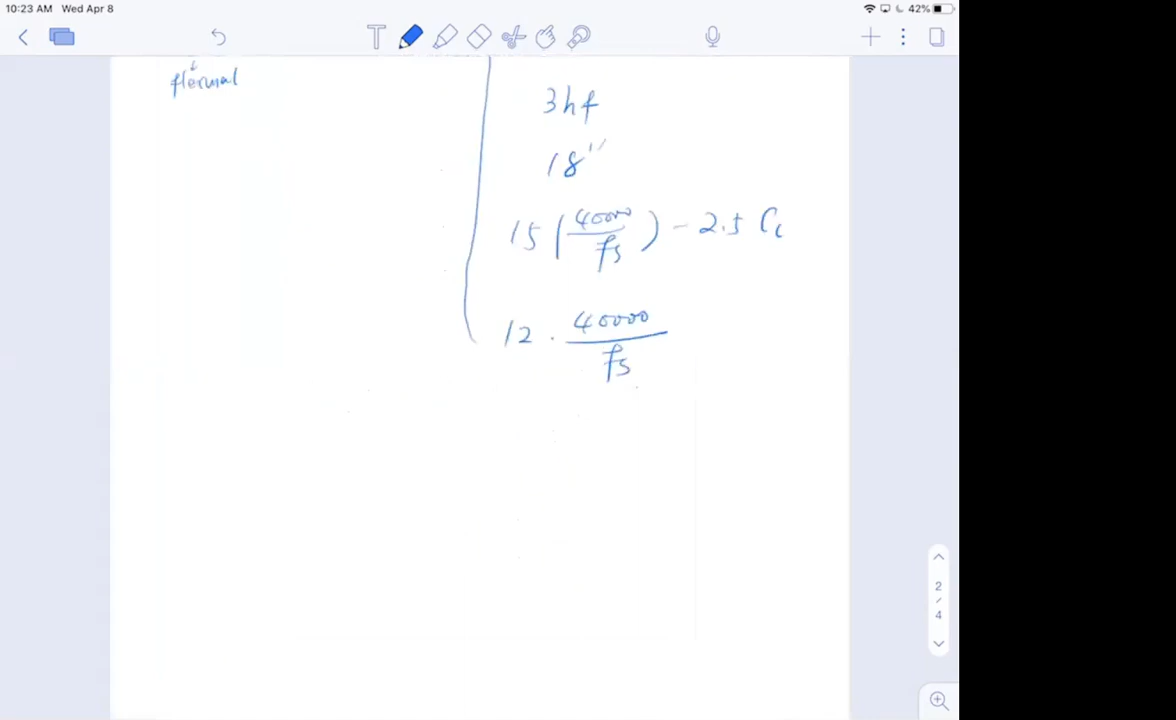 10:23 AM Wed Apr 8
42%
T
flexural
3hf
18"
15 (40000/fs) - 2.5 Cc
12 · 40000/fs
2
/
4